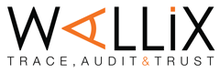 WALLiX
TRACE, AUDIT & TRUST